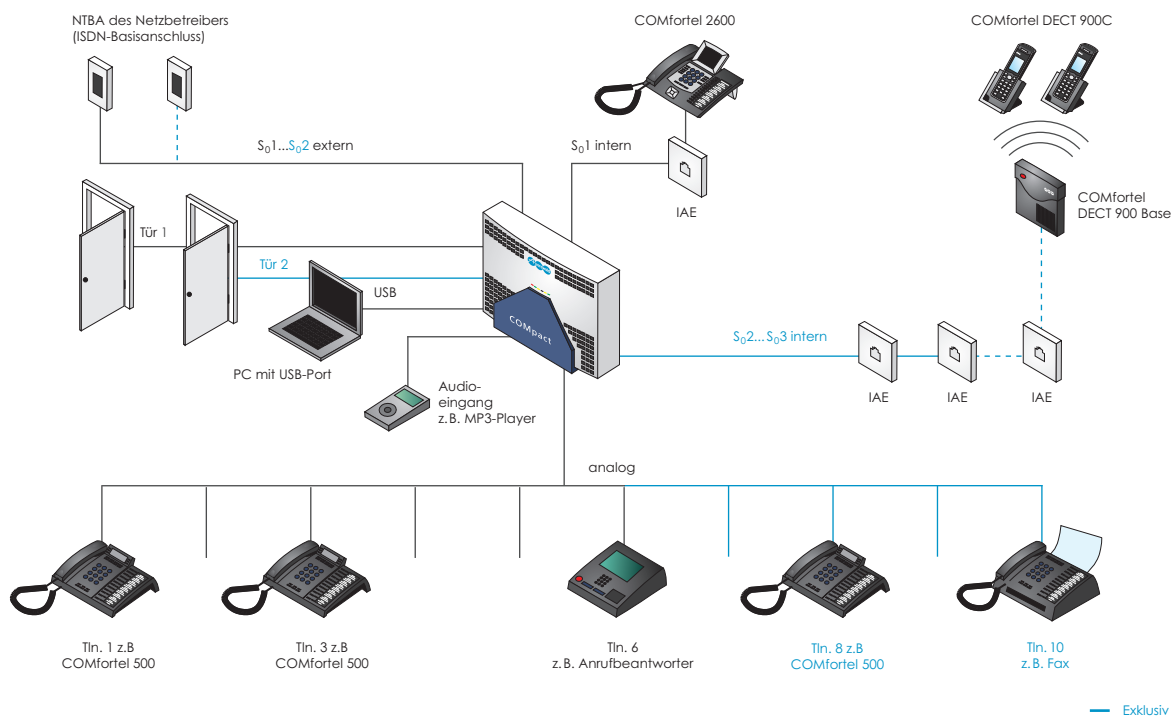 NTBA des Netzbetreibers
(ISDN-Basisanschluss)
COMfortel 2600
COMfortel DECT 900C
S₀1...S₀2 extern
S₀1 intern
IAE
COMfortel
DECT 900 Base
Tür 1
Tür 2
USB
COMpact
PC mit USB-Port
S₀2...S₀3 intern
IAE
IAE
IAE
Audio-
eingang
z.B. MP3-Player
analog
Tln. 1 z.B
COMfortel 500
Tln. 3 z.B
COMfortel 500
Tln. 6
z.B. Anrufbeantworter
Tln. 8 z.B
COMfortel 500
Tln. 10
z.B. Fax
Exklusiv